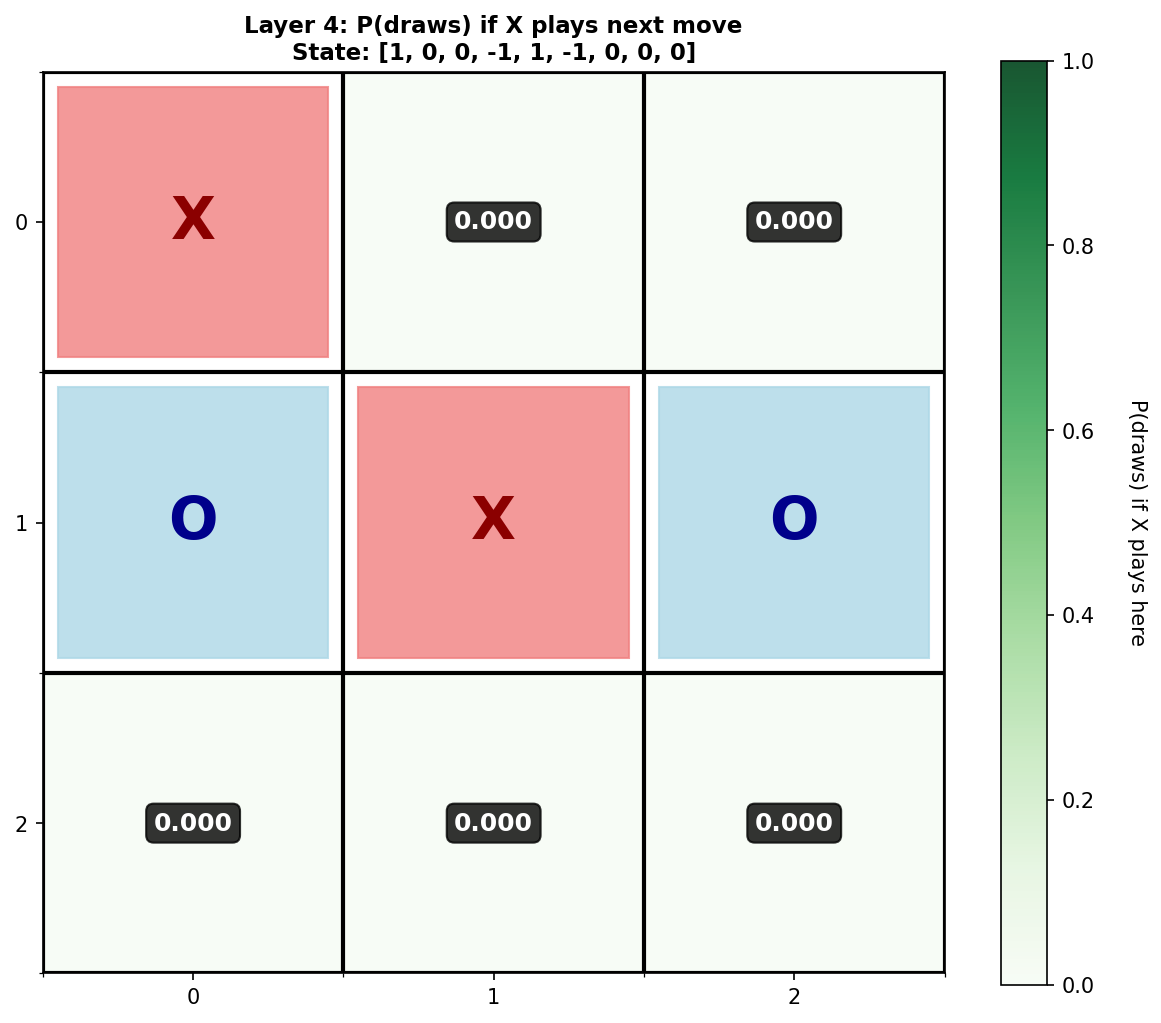 Layer 4: P(draws) if X plays next move
State: [1, 0, 0, -1, 1, -1, 0, 0, 0]
0
X
0.000
0.000
1
O
X
O
2
0.000
0.000
0.000
0
1
2
1.0
0.8
0.6
0.4
0.2
0.0
P(draws) if X plays here